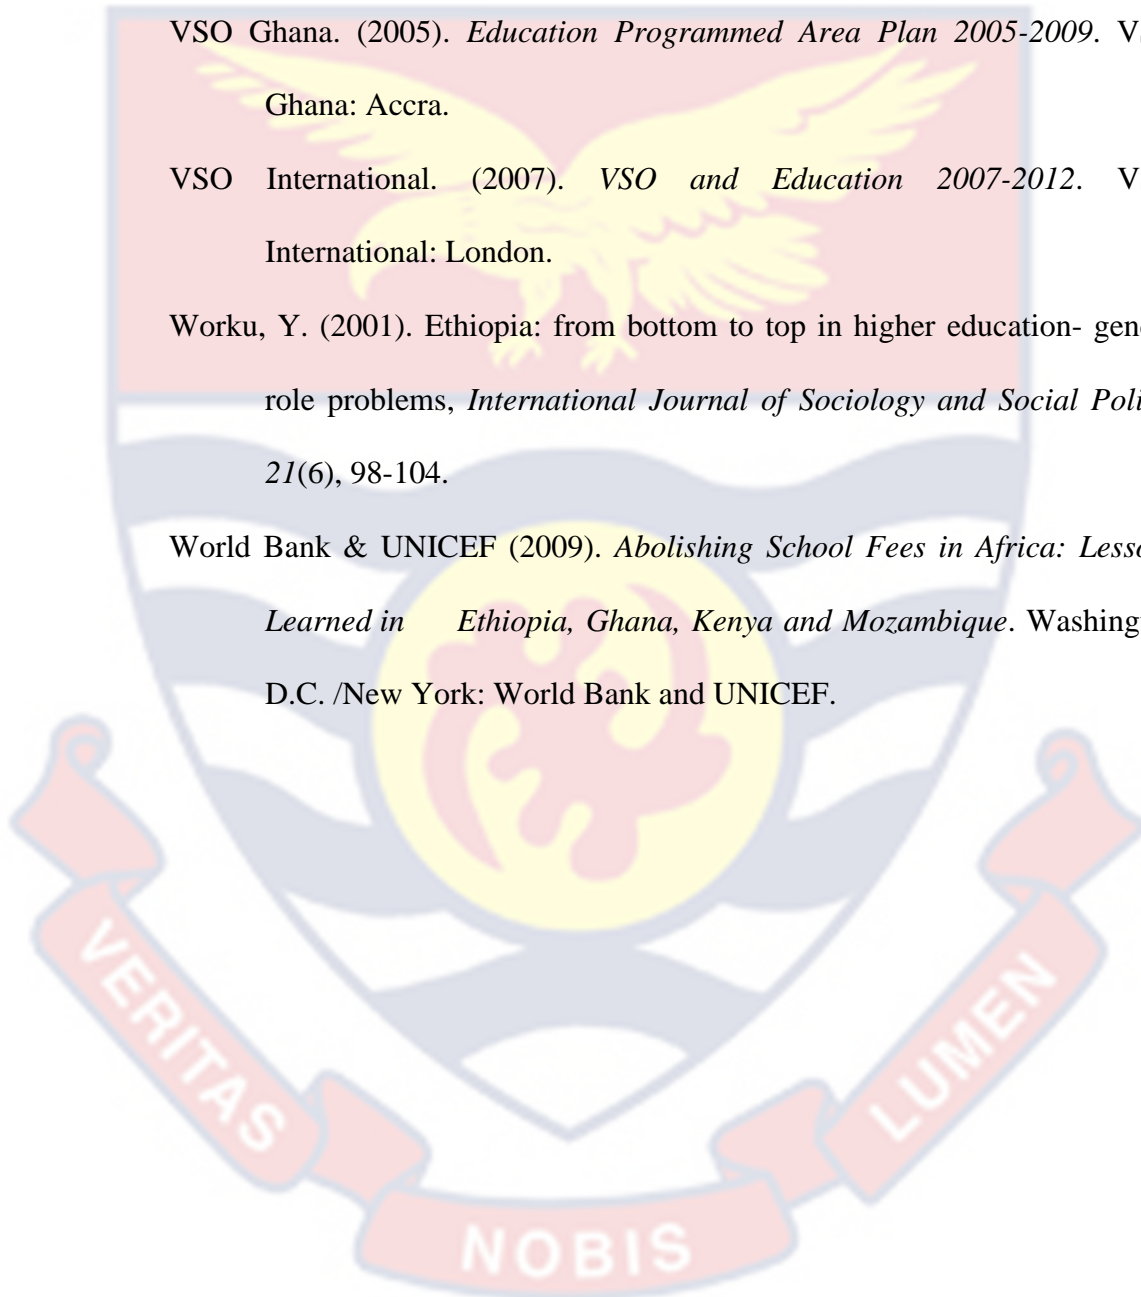 VSO Ghana. (2005). Education Programmed Area Plan 2005-2009. V
Ghana: Accra.
VSO International. (2007). VSO and Education 2007-2012. V
International: London.
Worku, Y. (2001). Ethiopia: from bottom to top in higher education- gen
role problems, International Journal of Sociology and Social Poli
21(6), 98-104.
World Bank & UNICEF (2009). Abolishing School Fees in Africa: Lesso
Learned in Ethiopia, Ghana, Kenya and Mozambique. Washing
D.C. /New York: World Bank and UNICEF.
VERITAS
NOBIS
LUMEN